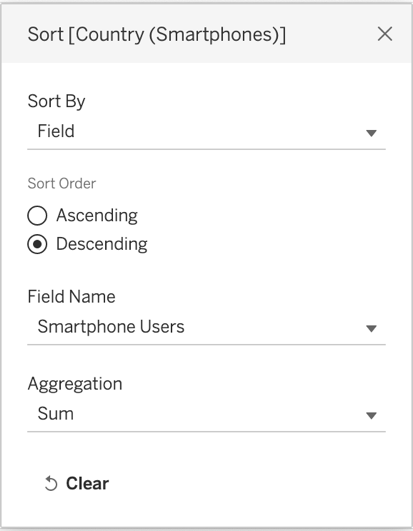 Sort [Country (Smartphones)]
Sort By
Field
Sort Order
Ascending
Descending
Field Name
Smartphone Users
Aggregation
Sum
Clear